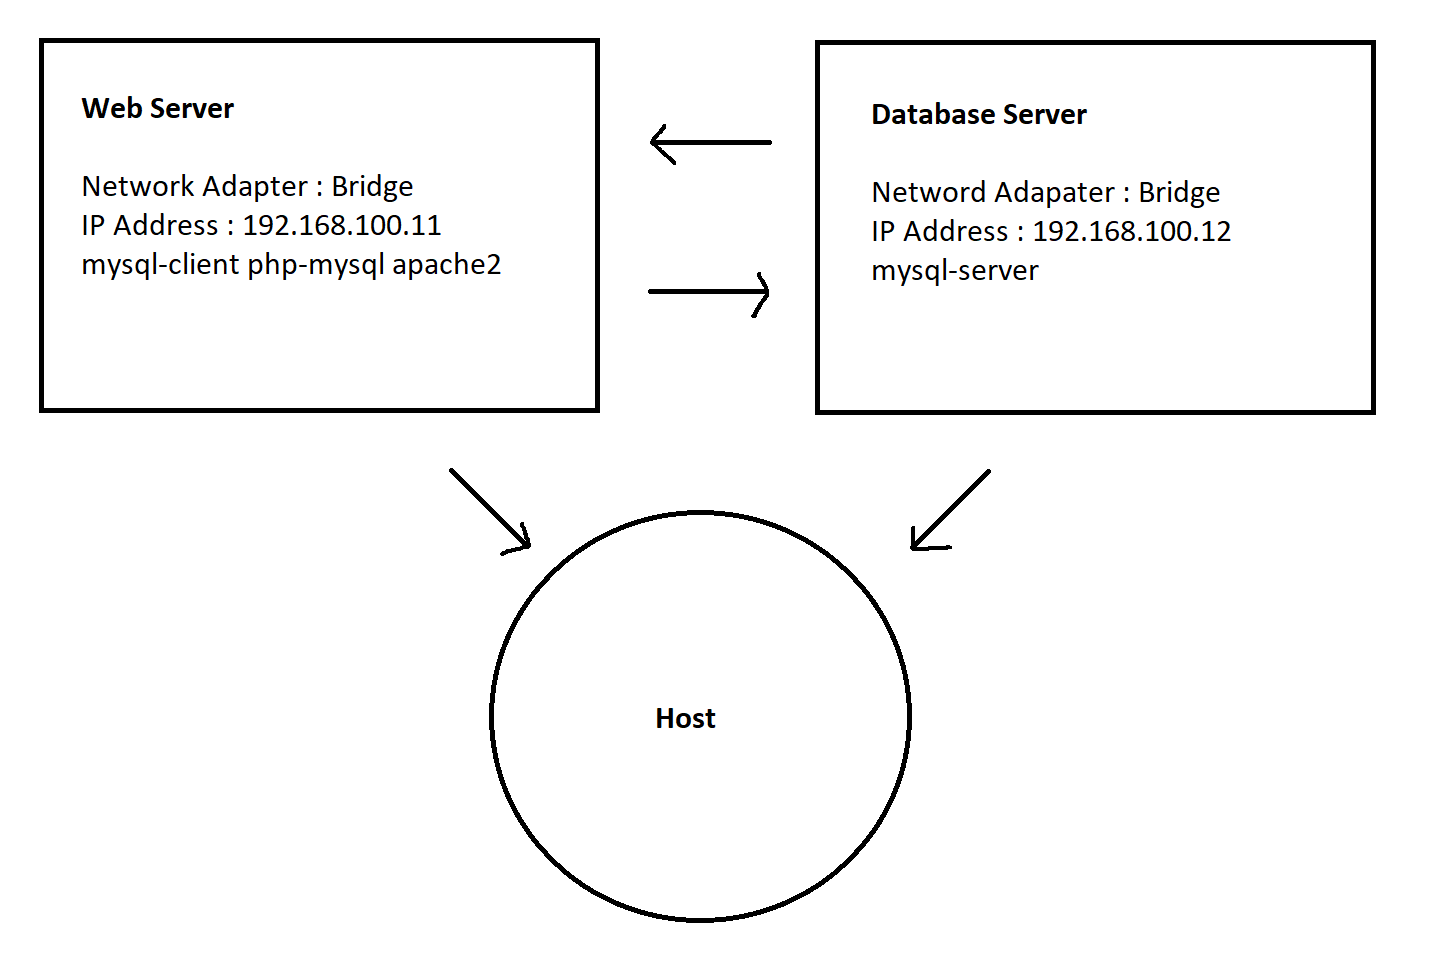 Web Server
Network Adapter : Bridge
IP Address : 192.168.100.11
mysql-client php-mysql apache2
Database Server
Netword Adapater : Bridge
IP Address : 192.168.100.12
mysql-server
Host